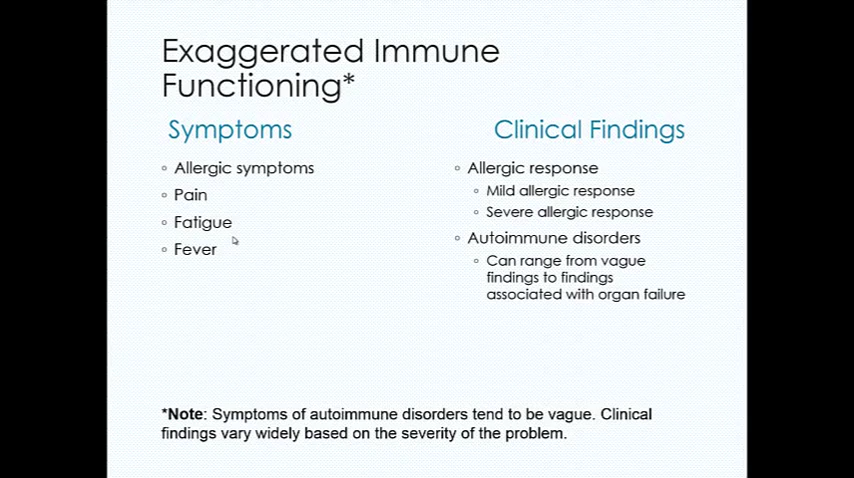 Exaggerated Immune
Functioning*
Symptoms
◦ Allergic symptoms
◦ Pain
◦ Fatigue
◦ Fever
Clinical Findings
◦ Allergic response
◦ Mild allergic response
◦ Severe allergic response
◦ Autoimmune disorders
◦ Can range from vague
findings to findings
associated with organ failure
*Note: Symptoms of autoimmune disorders tend to be vague. Clinical
findings vary widely based on the severity of the problem.